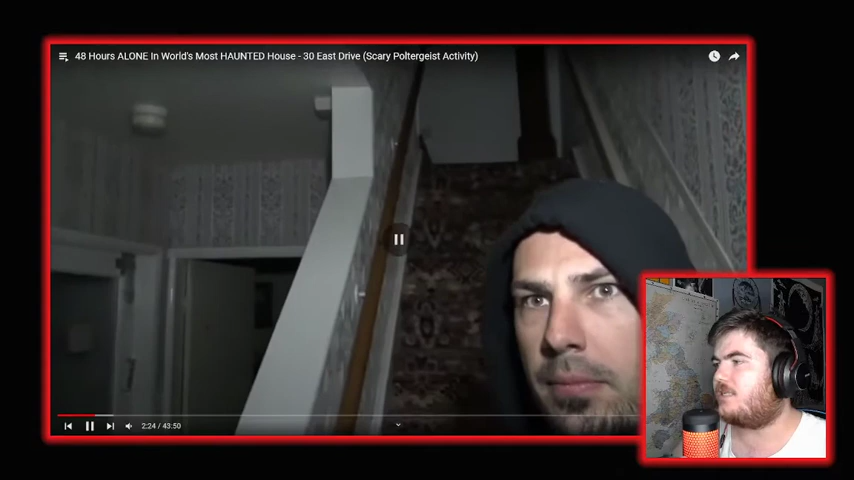 48 Hours ALONE In World's Most HAUNTED House - 30 East Drive (Scary Poltergeist Activity)
2:24 / 43:50